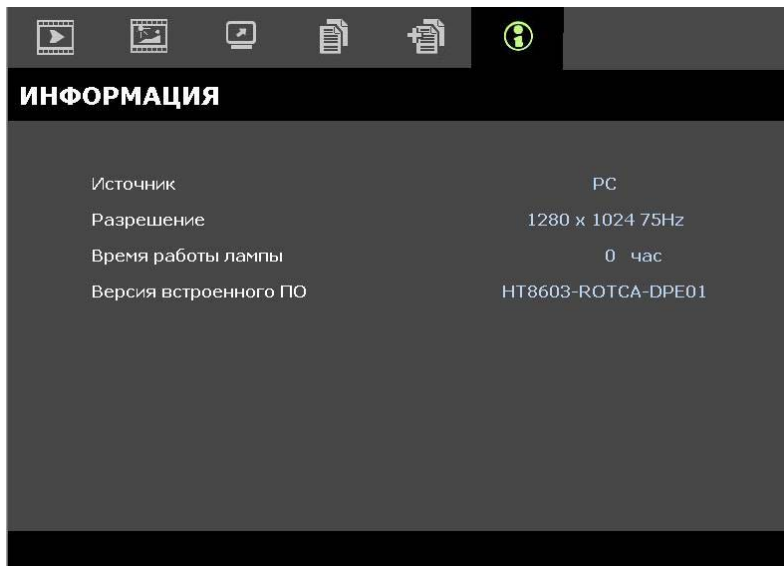 ИНФОРМАЦИЯ
Источник PC
Разрешение 1280 x 1024 75Hz
Время работы лампы 0 час
Версия встроенного ПО HT8603-ROTCA-DPE01